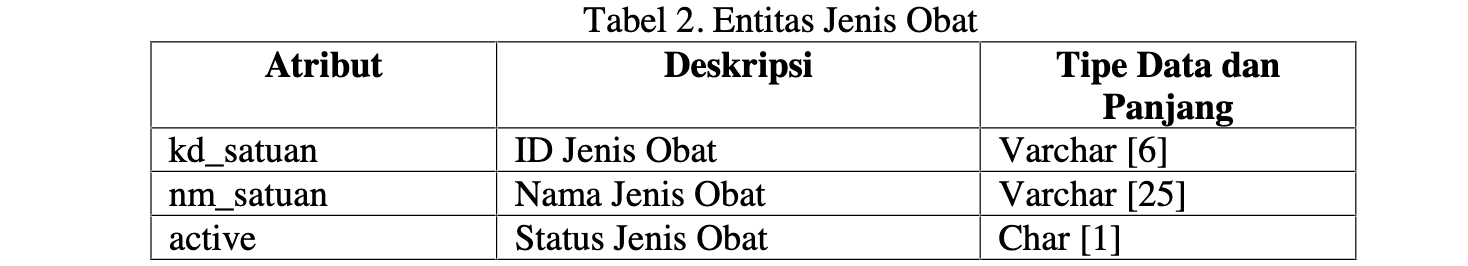 Tabel 2. Entitas Jenis Obat
Atribut Deskripsi Tipe Data dan
Panjang
kd_satuan ID Jenis Obat Varchar [6]
nm_satuan Nama Jenis Obat Varchar [25]
active Status Jenis Obat Char [1]